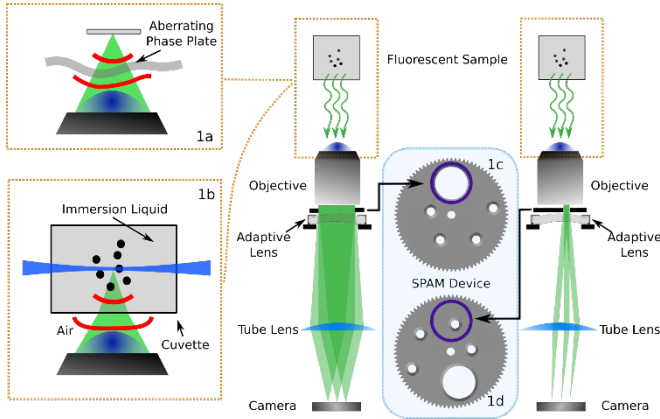 Aberrating
Phase Plate
1a
Fluorescent Sample
1b
Immersion Liquid
Air
Cuvette
Objective
Adaptive
Lens
Tube Lens
Camera
1c
SPAM Device
1d
Objective
Adaptive
Lens
Tube Lens
Camera